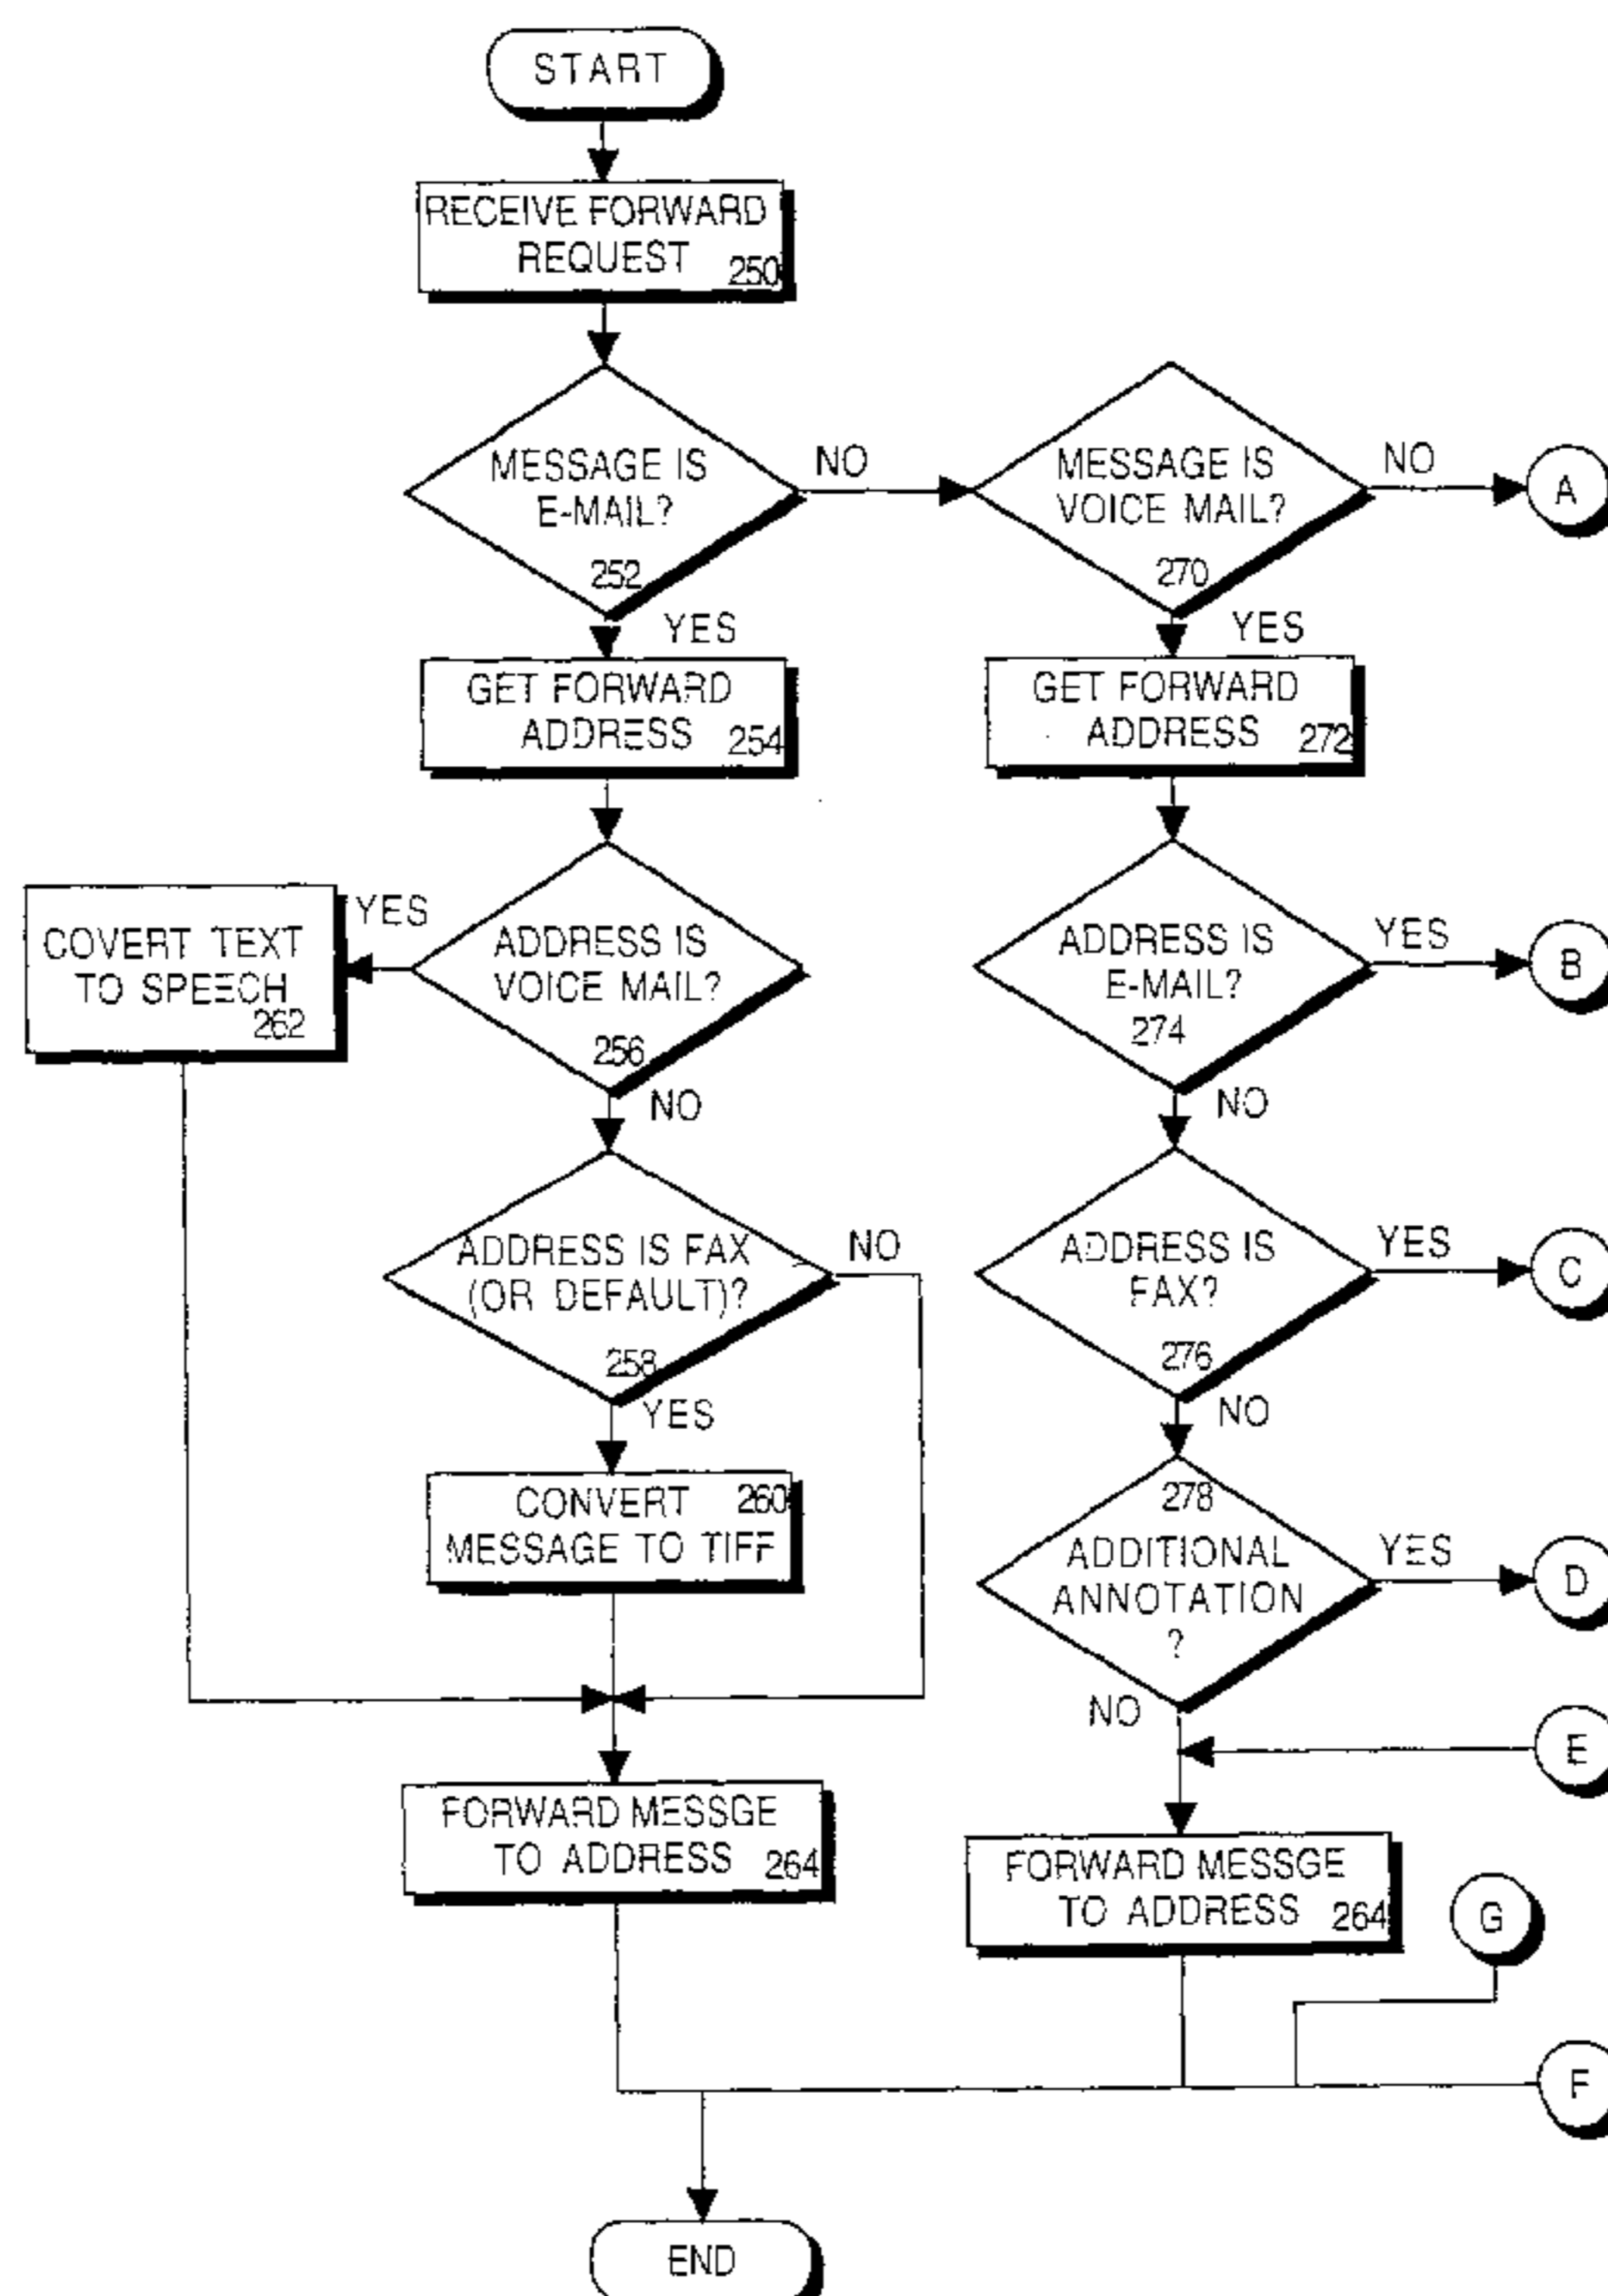 START
RECEIVE FORWARD
REQUEST 250
MESSAGE IS
E-MAIL?
252
NO
YES
MESSAGE IS
VOICE MAIL?
270
NO
A
YES
GET FORWARD
ADDRESS 254
GET FORWARD
ADDRESS 272
COVERT TEXT
TO SPEECH
262
YES
ADDRESS IS
VOICE MAIL?
256
NO
ADDRESS IS
E-MAIL?
274
YES
B
NO
ADDRESS IS FAX
(OR DEFAULT)?
258
NO
YES
ADDRESS IS
FAX?
276
YES
C
NO
CONVERT 260
MESSAGE TO TIFF
278
ADDITIONAL
ANNOTATION
?
YES
D
NO
E
FORWARD MESSGE
TO ADDRESS 264
FORWARD MESSGE
TO ADDRESS 264
G
F
END